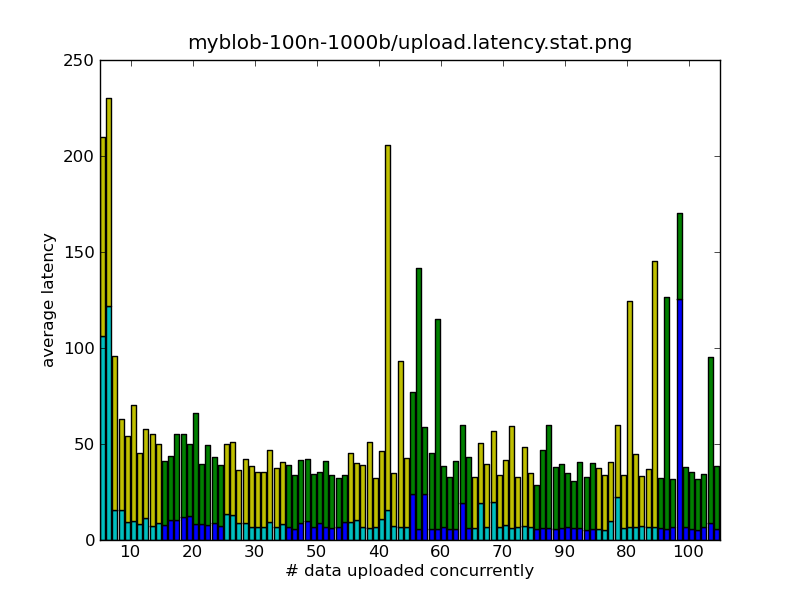 myblob-100n-1000b/upload.latency.stat.png
250
200
150
100
50
0
average latency
10 20 30 50 40 60 70 90 80 100
# data uploaded concurrently